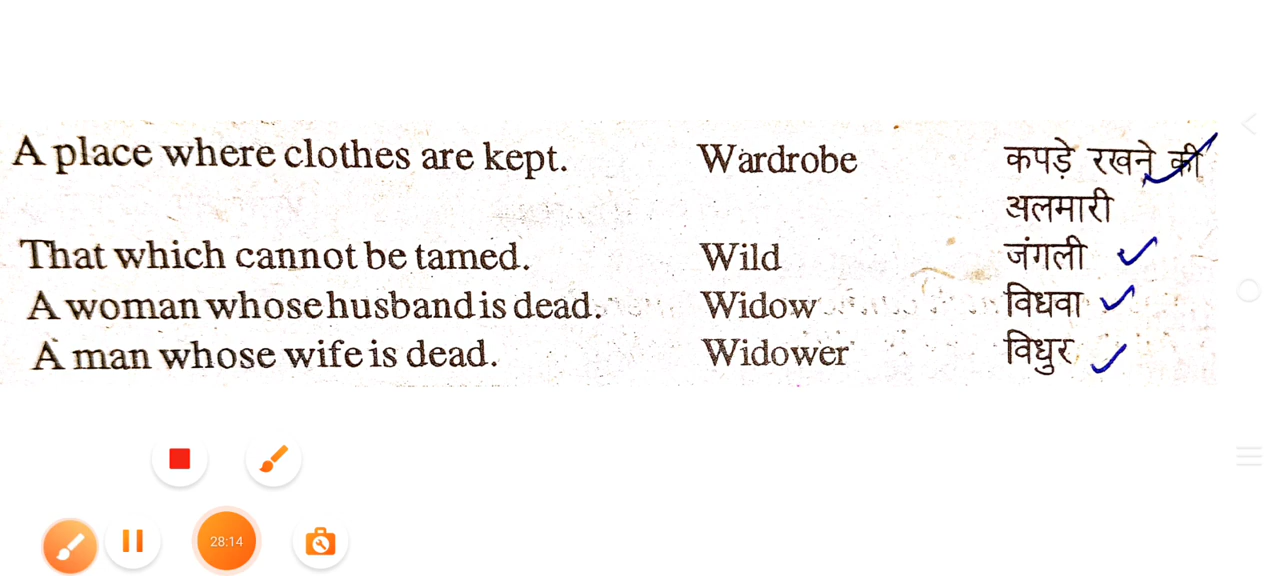 A place where clothes are kept. Wardrobe कपड़े रखने की
अलमारी
That which cannot be tamed. Wild जंगली
A woman whose husband is dead. Widow विधवा
A man whose wife is dead. Widower विधुर
28:14